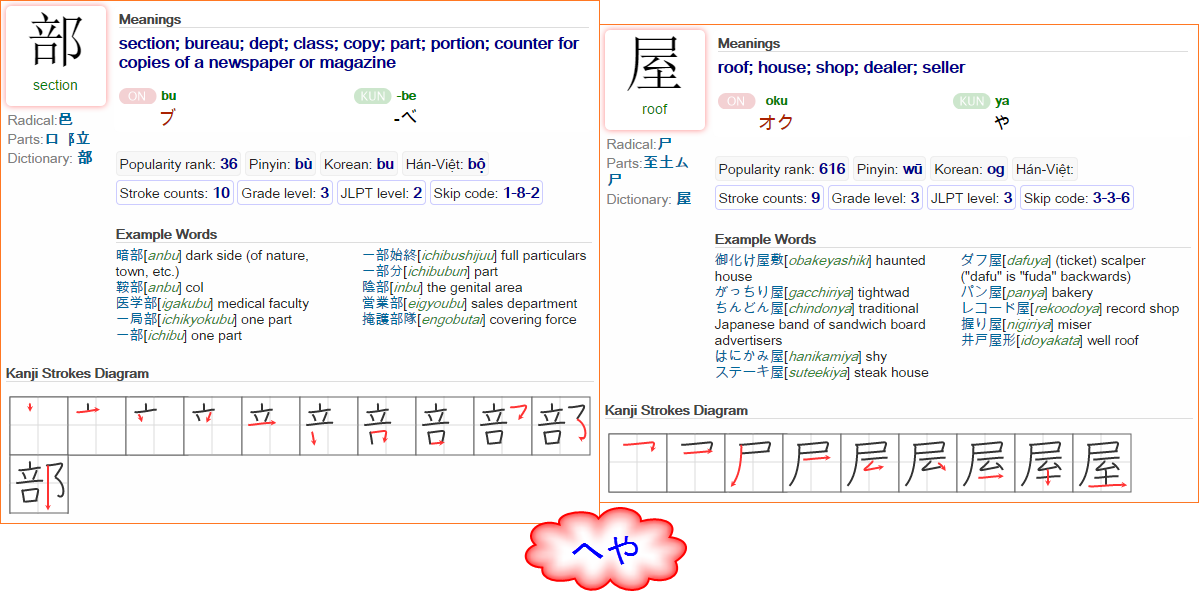 部
section
Radical:邑
Parts:口 阝立
Dictionary: 部
Meanings
section; bureau; dept; class; copy; part; portion; counter for
copies of a newspaper or magazine
ON bu
ブ
KUN -be
-べ
Popularity rank: 36 Pinyin: bù Korean: bu Hán-Việt: bộ
Stroke counts: 10 Grade level: 3 JLPT level: 2 Skip code: 1-8-2
Example Words
暗部[anbu] dark side (of nature,
town, etc.)
鞍部[anbu] col
医学部[igakubu] medical faculty
一局部[ichikyokubu] one part
一部[ichibu] one part
一部始終[ichibushijuu] full particulars
一部分[ichibubun] part
陰部[inbu] the genital area
営業部[eigyoubu] sales department
掩護部隊[engobutai] covering force
Kanji Strokes Diagram
部
屋
roof
Radical:尸
Parts:至土ム
尸
Dictionary: 屋
Meanings
roof; house; shop; dealer; seller
ON oku
オク
KUN ya
や
Popularity rank: 616 Pinyin: wū Korean: og Hán-Việt:
Stroke counts: 9 Grade level: 3 JLPT level: 3 Skip code: 3-3-6
Example Words
御化け屋敷[obakeyashiki] haunted
house
がっちり屋[gacchiriya] tightwad
ちんどん屋[chindonya] traditional
Japanese band of sandwich board
advertisers
はにかみ屋[hanikamiya] shy
ステーキ屋[suteekiya] steak house
ダフ屋[dafuya] (ticket) scalper
("dafu" is "fuda" backwards)
パン屋[panya] bakery
レコード屋[rekoodoya] record shop
握り屋[nigiriya] miser
井戸屋形[idoyakata] well roof
Kanji Strokes Diagram
屋
へや